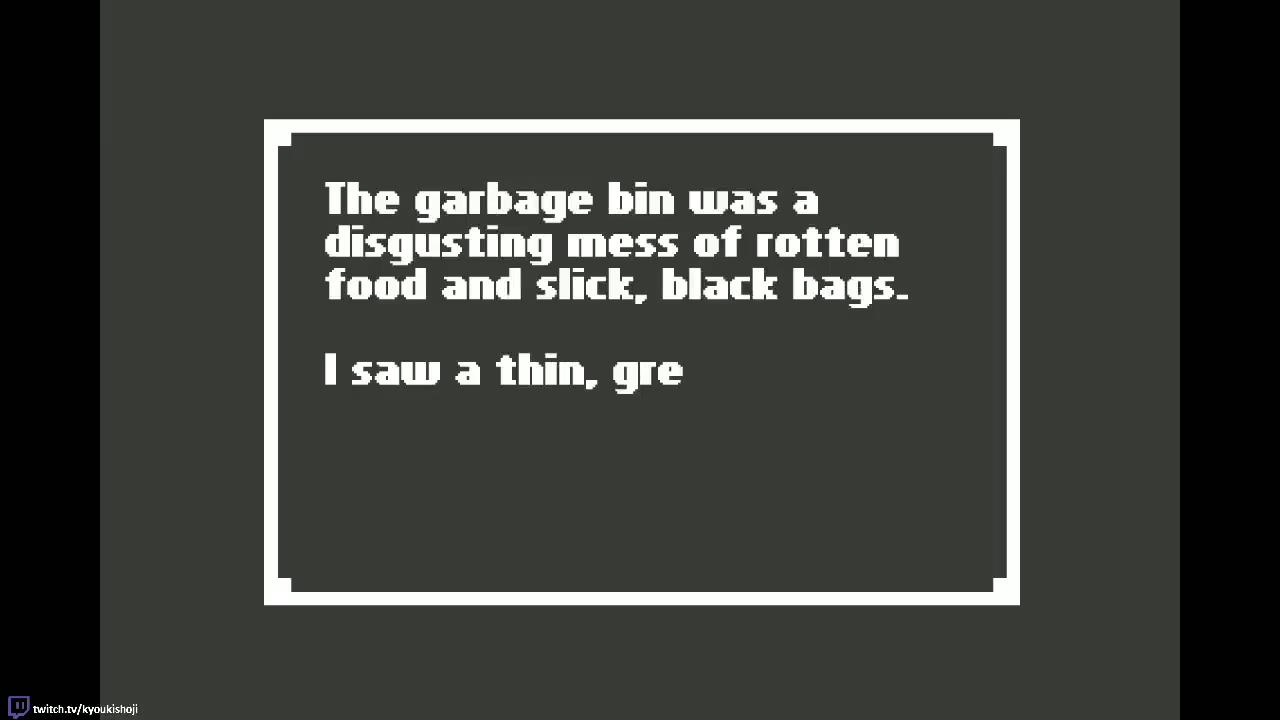 The garbage bin was a
disgusting mess of rotten
food and slick, black bags.
I saw a thin, gre
twitch.tv/kyoukishoji